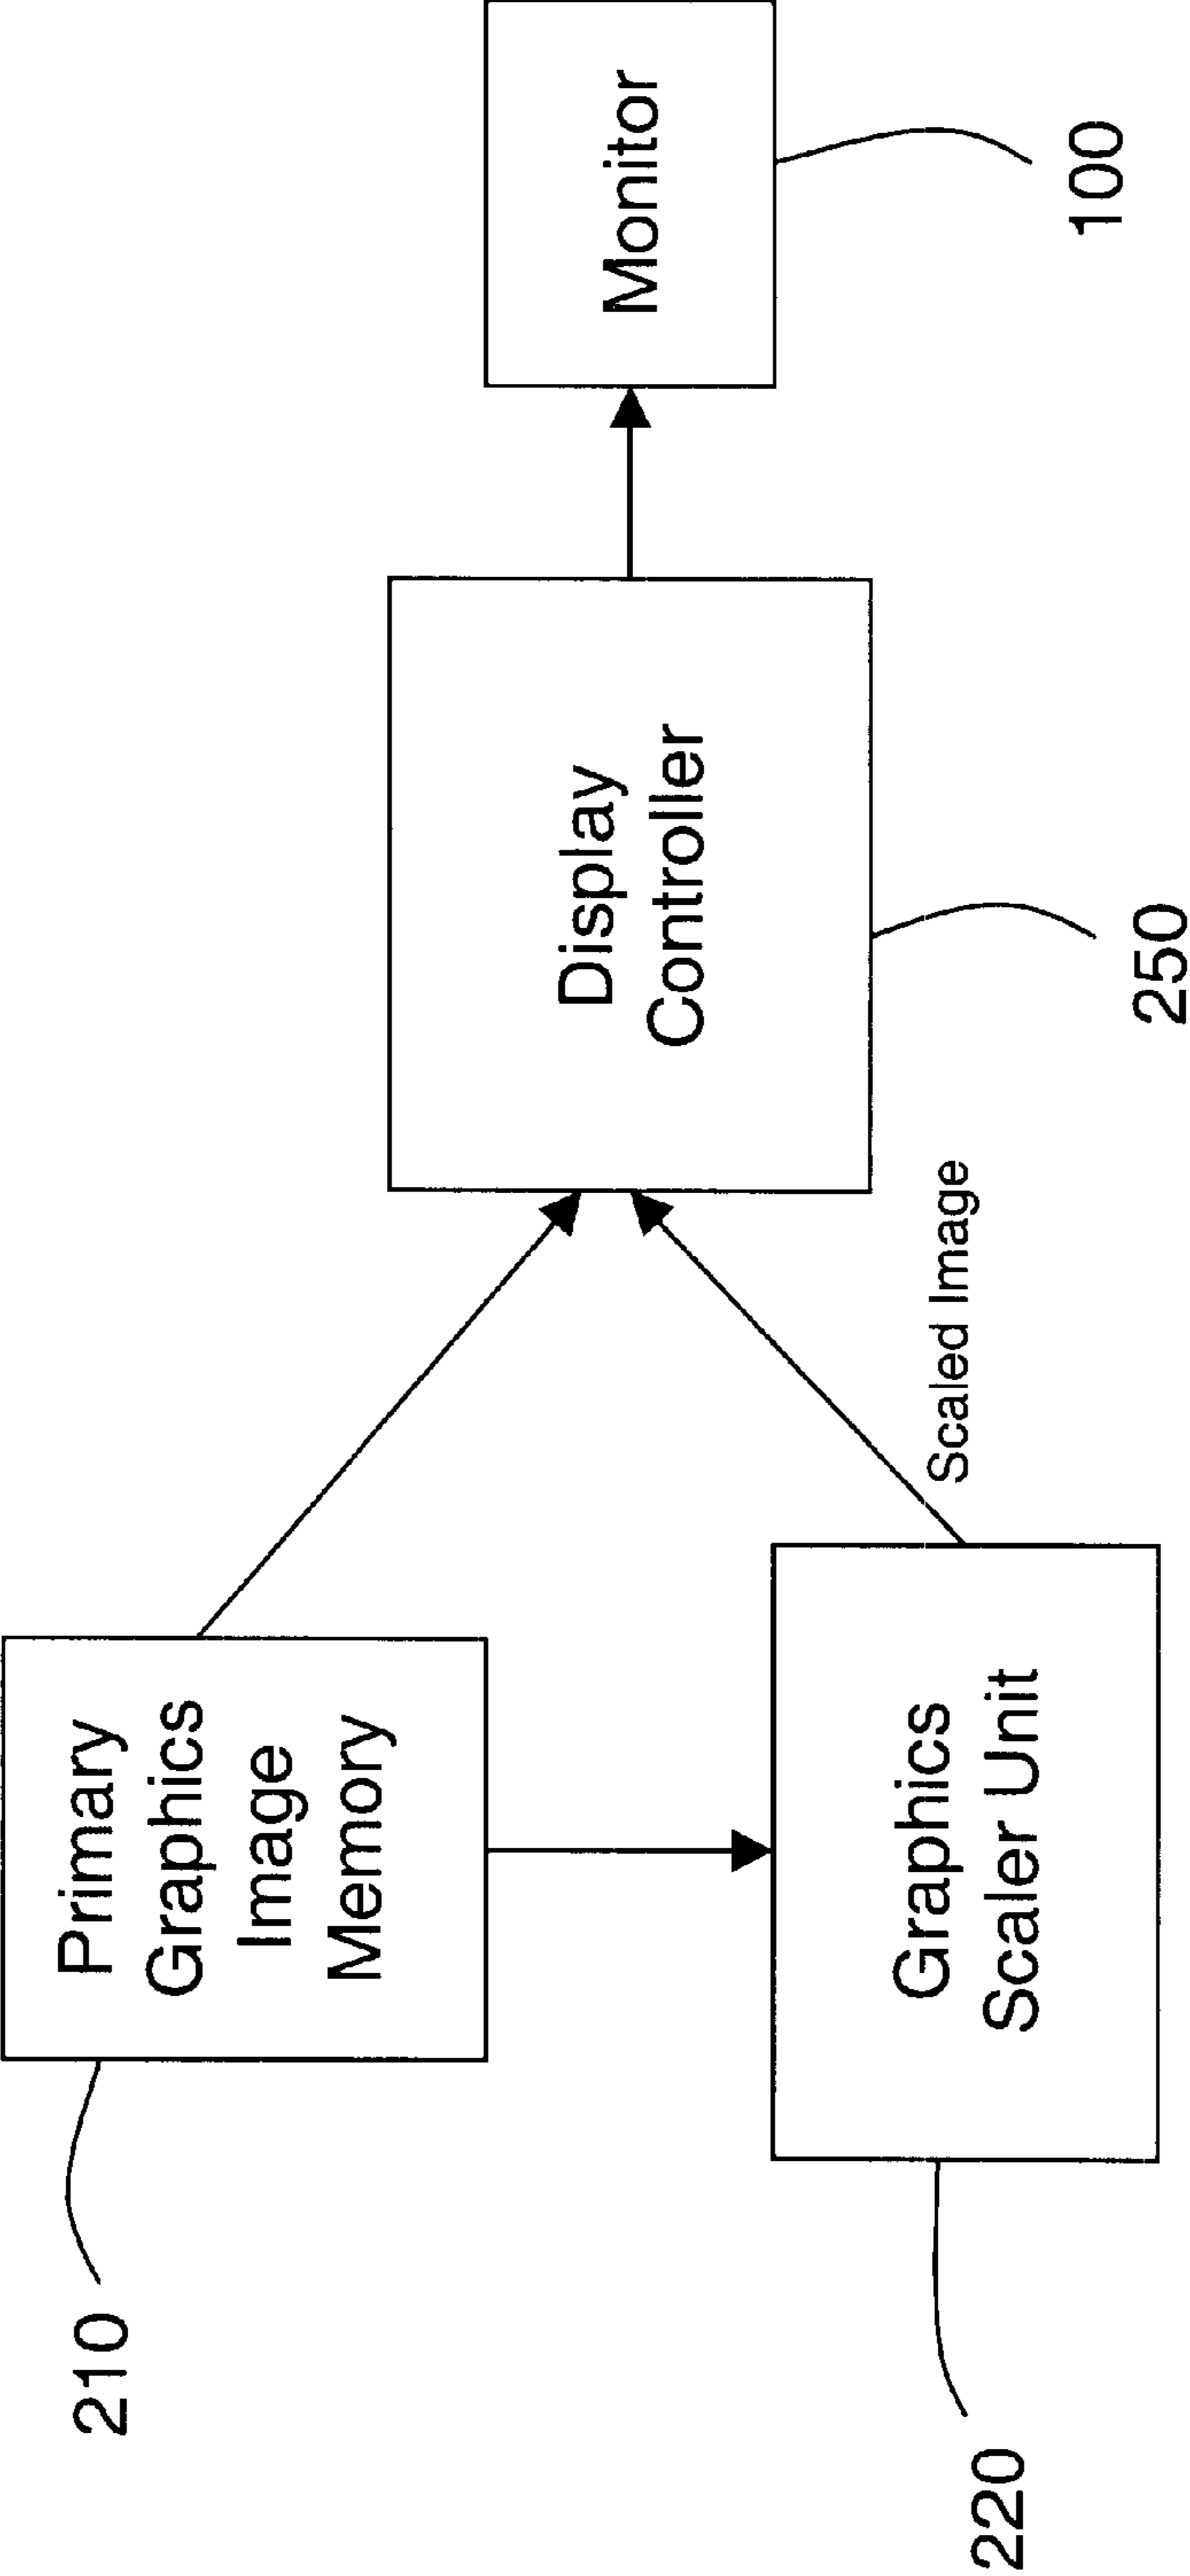 210
Primary
Graphics
Image
Memory
220
Graphics
Scaler Unit
Scaled Image
Display
Controller
250
Monitor
100